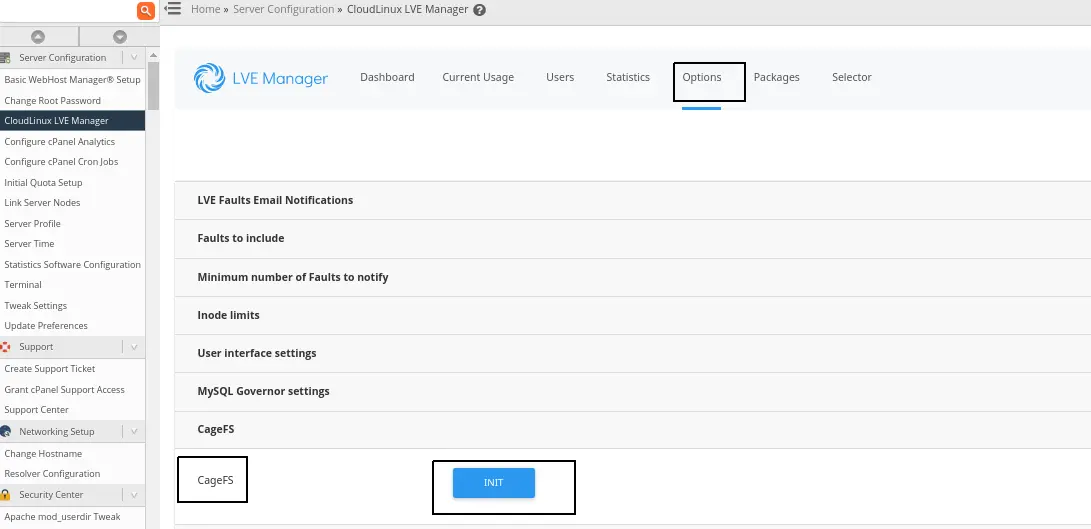 Home » Server Configuration » CloudLinux LVE Manager ?
Server Configuration
Basic WebHost Manager® Setup
Change Root Password
CloudLinux LVE Manager
Configure cPanel Analytics
Configure cPanel Cron Jobs
Initial Quota Setup
Link Server Nodes
Server Profile
Server Time
Statistics Software Configuration
Terminal
Tweak Settings
Update Preferences
Support
Create Support Ticket
Grant cPanel Support Access
Support Center
Networking Setup
Change Hostname
Resolver Configuration
Security Center
Apache mod_userdir Tweak
LVE Manager Dashboard Current Usage Users Statistics Options Packages Selector
LVE Faults Email Notifications
Faults to include
Minimum number of Faults to notify
Inode limits
User interface settings
MySQL Governor settings
CageFS
CageFS INIT